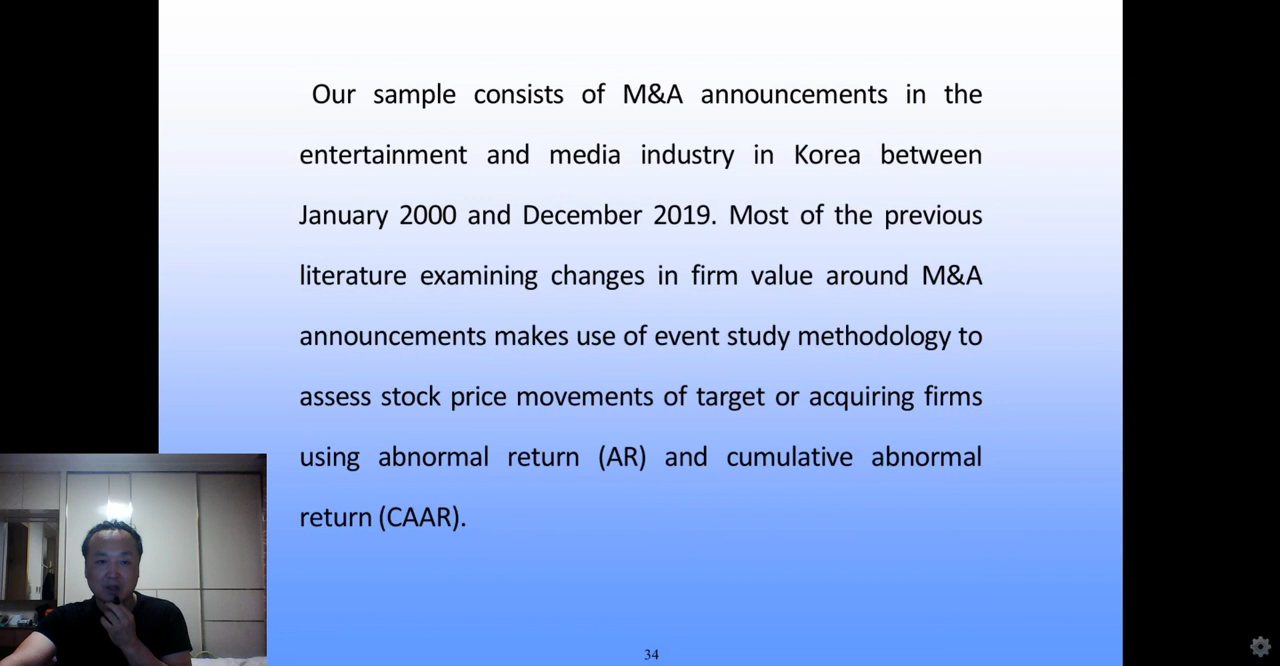 Our sample consists of M&A announcements in the
entertainment and media industry in Korea between
January 2000 and December 2019. Most of the previous
literature examining changes in firm value around M&A
announcements makes use of event study methodology to
assess stock price movements of target or acquiring firms
using abnormal return (AR) and cumulative abnormal
return (CAAR).
34